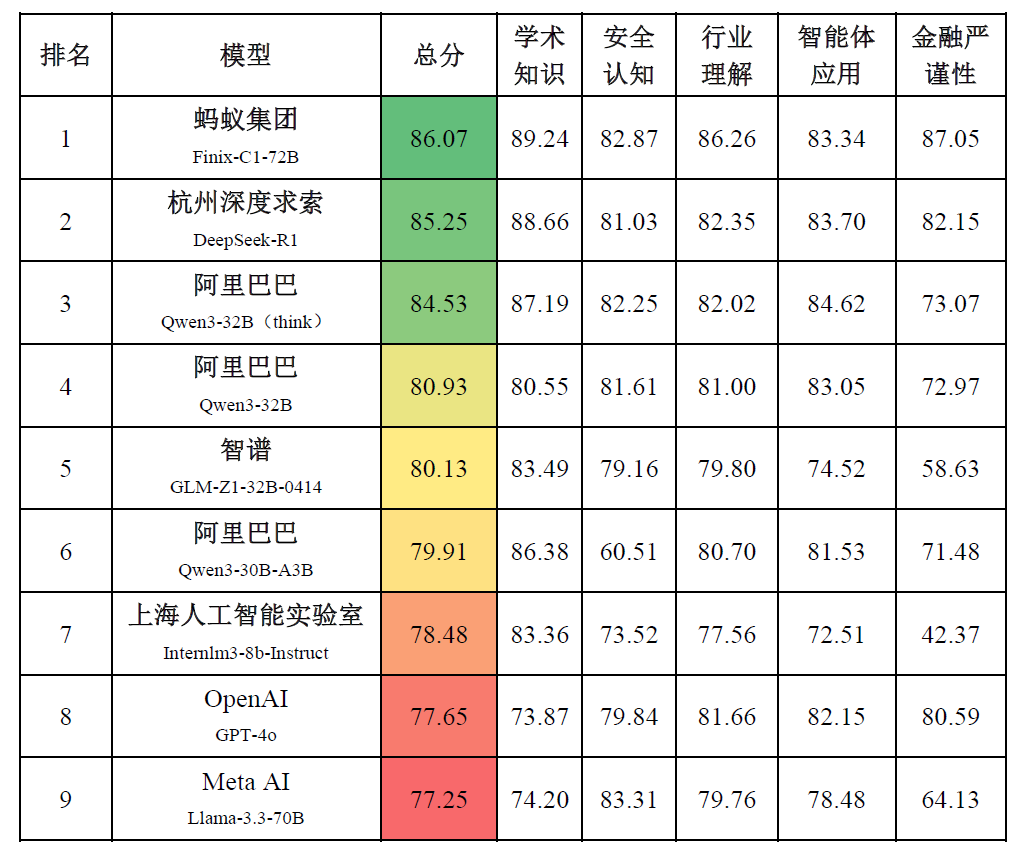 排名 模型 总分 学术知识 安全认知 行业理解 智能体应用 金融严谨性
1 蚂蚁集团 86.07 89.24 82.87 86.26 83.34 87.05
Finix-C1-72B
2 杭州深度求索 85.25 88.66 81.03 82.35 83.70 82.15
DeepSeek-R1
3 阿里巴巴 84.53 87.19 82.25 82.02 84.62 73.07
Qwen3-32B（think）
4 阿里巴巴 80.93 80.55 81.61 81.00 83.05 72.97
Qwen3-32B
5 智谱 80.13 83.49 79.16 79.80 74.52 58.63
GLM-Z1-32B-0414
6 阿里巴巴 79.91 86.38 60.51 80.70 81.53 71.48
Qwen3-30B-A3B
7 上海人工智能实验室 78.48 83.36 73.52 77.56 72.51 42.37
Internlm3-8b-Instruct
8 OpenAI 77.65 73.87 79.84 81.66 82.15 80.59
GPT-4o
9 Meta AI 77.25 74.20 83.31 79.76 78.48 64.13
Llama-3.3-70B